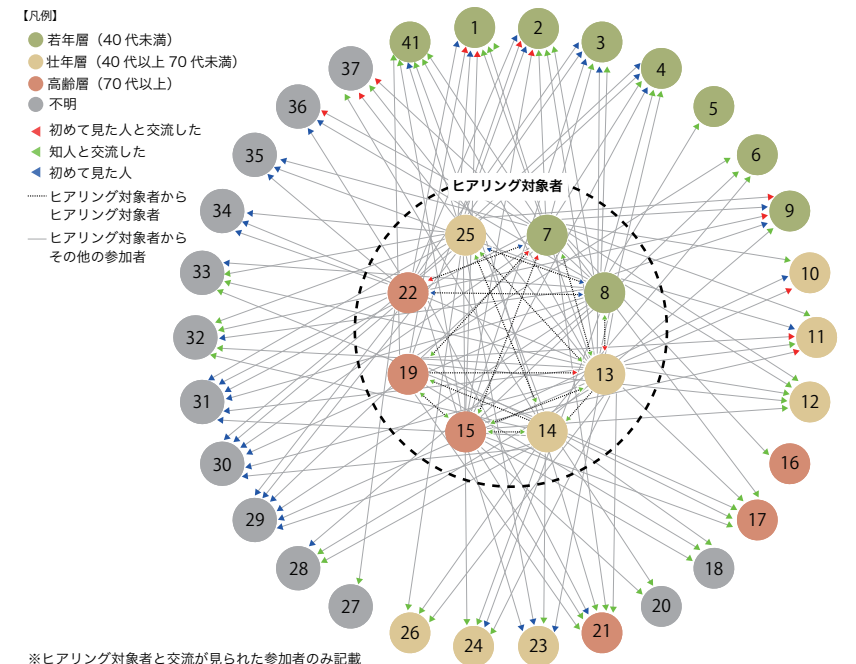 【凡例】
若年層（40 代未満）
壮年層（40 代以上 70 代未満）
高齢層（70 代以上）
不明
初めて見た人と交流した
知人と交流した
初めて見た人
ヒアリング対象者から
ヒアリング対象者
ヒアリング対象者から
その他の参加者
ヒアリング対象者
1
2
3
4
5
6
9
10
11
12
16
17
18
20
21
23
24
26
27
28
29
30
31
32
33
34
35
36
37
41
25
7
22
8
19
13
15
14
※ヒアリング対象者と交流が見られた参加者のみ記載